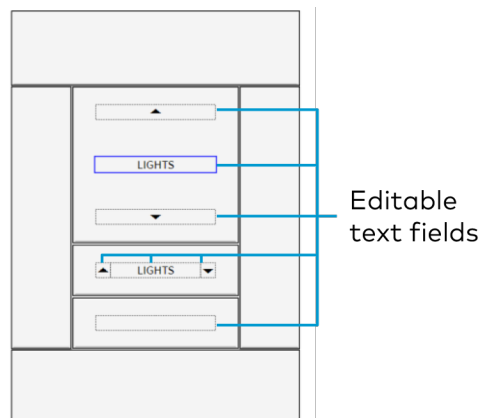 ▲
LIGHTS
▼
▲ LIGHTS ▼
Editable
text fields